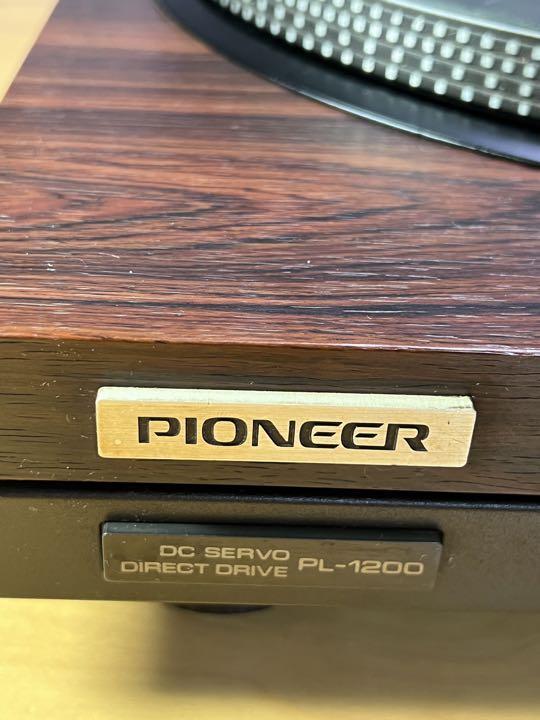 PIONEER
DC SERVO
DIRECT DRIVE PL-1200